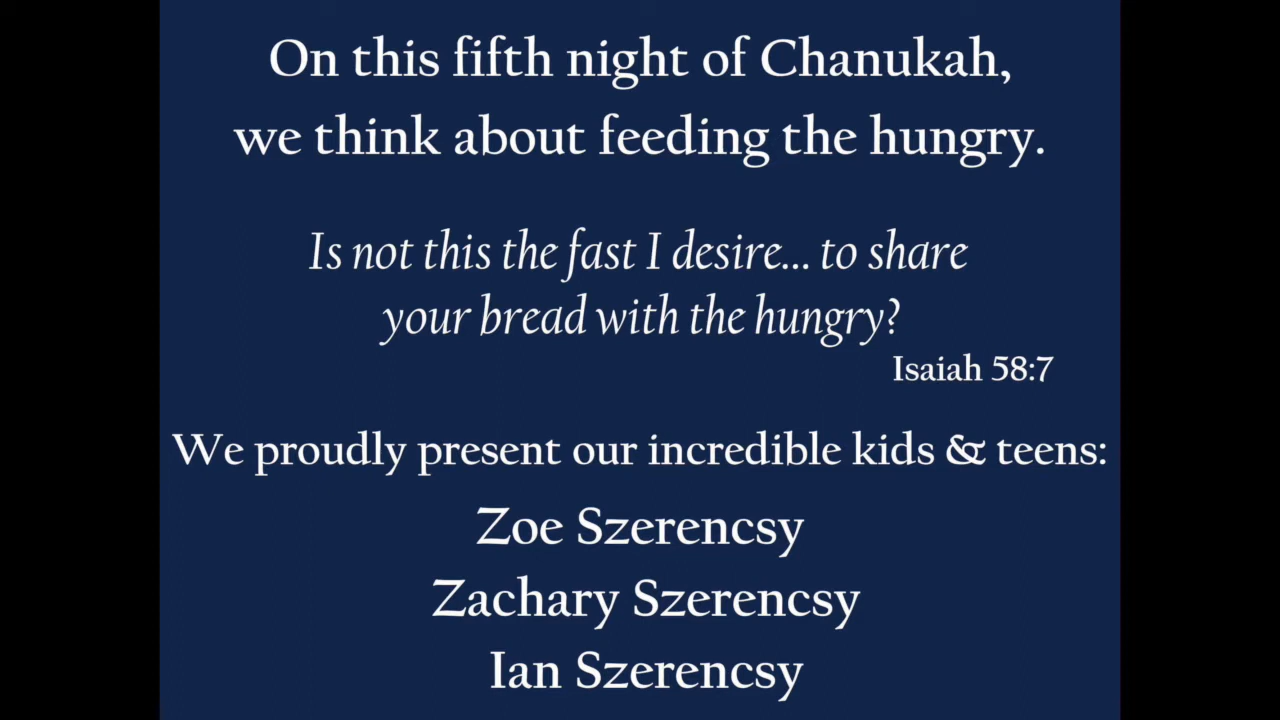 On this fifth night of Chanukah,
we think about feeding the hungry.
Is not this the fast I desire... to share
your bread with the hungry?
Isaiah 58:7
We proudly present our incredible kids & teens:
Zoe Szerencsy
Zachary Szerencsy
Ian Szerencsy